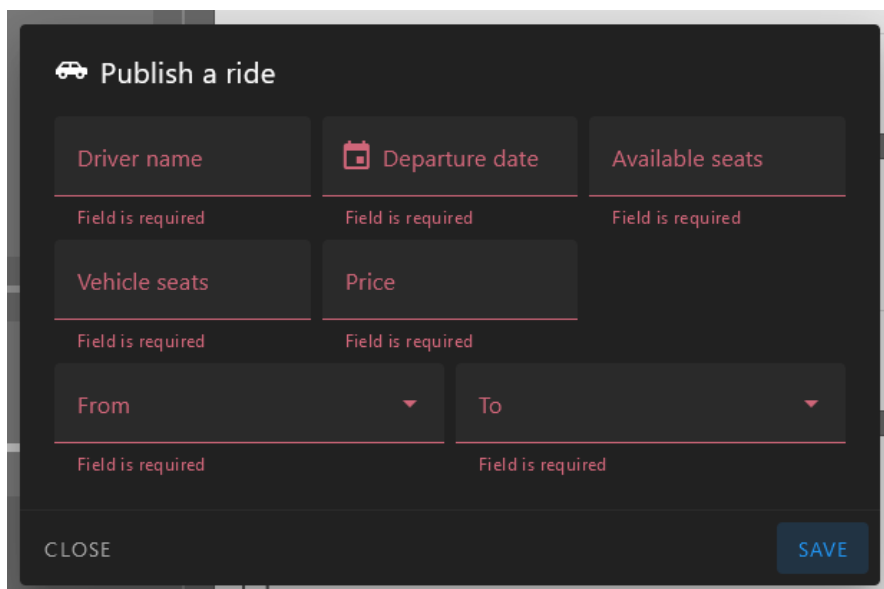 Publish a ride
Driver name
Departure date
Available seats
Field is required
Field is required
Field is required
Vehicle seats
Price
Field is required
Field is required
From
To
Field is required
Field is required
CLOSE
SAVE